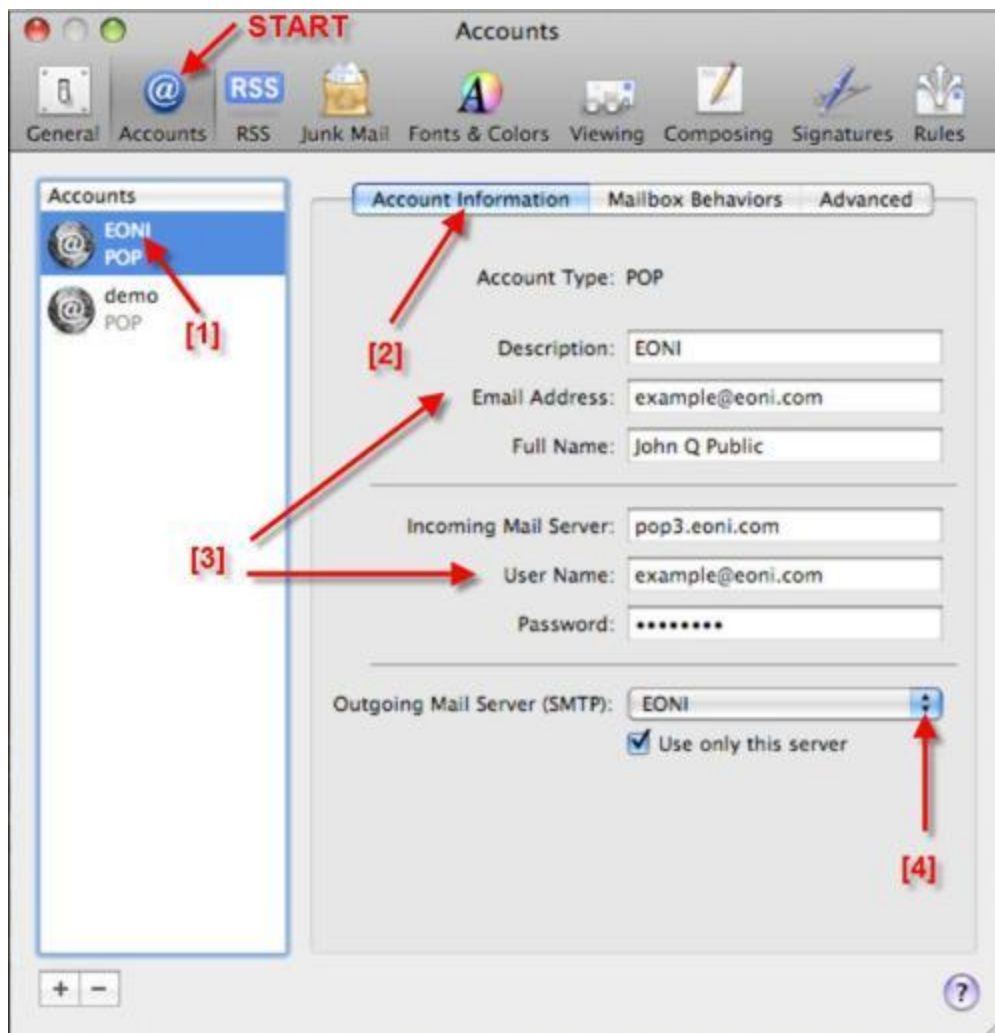 START
Accounts
@
RSS
General Accounts RSS Junk Mail Fonts & Colors Viewing Composing Signatures Rules
Accounts
EONI
POP
demo
POP
[1]
Account Information Mailbox Behaviors Advanced
[2]
Account Type: POP
Description: EONI
Email Address: example@eoni.com
Full Name: John Q Public
[3]
Incoming Mail Server: pop3.eoni.com
User Name: example@eoni.com
Password: ••••••••
Outgoing Mail Server (SMTP): EONI
Use only this server
[4]
+ −
?